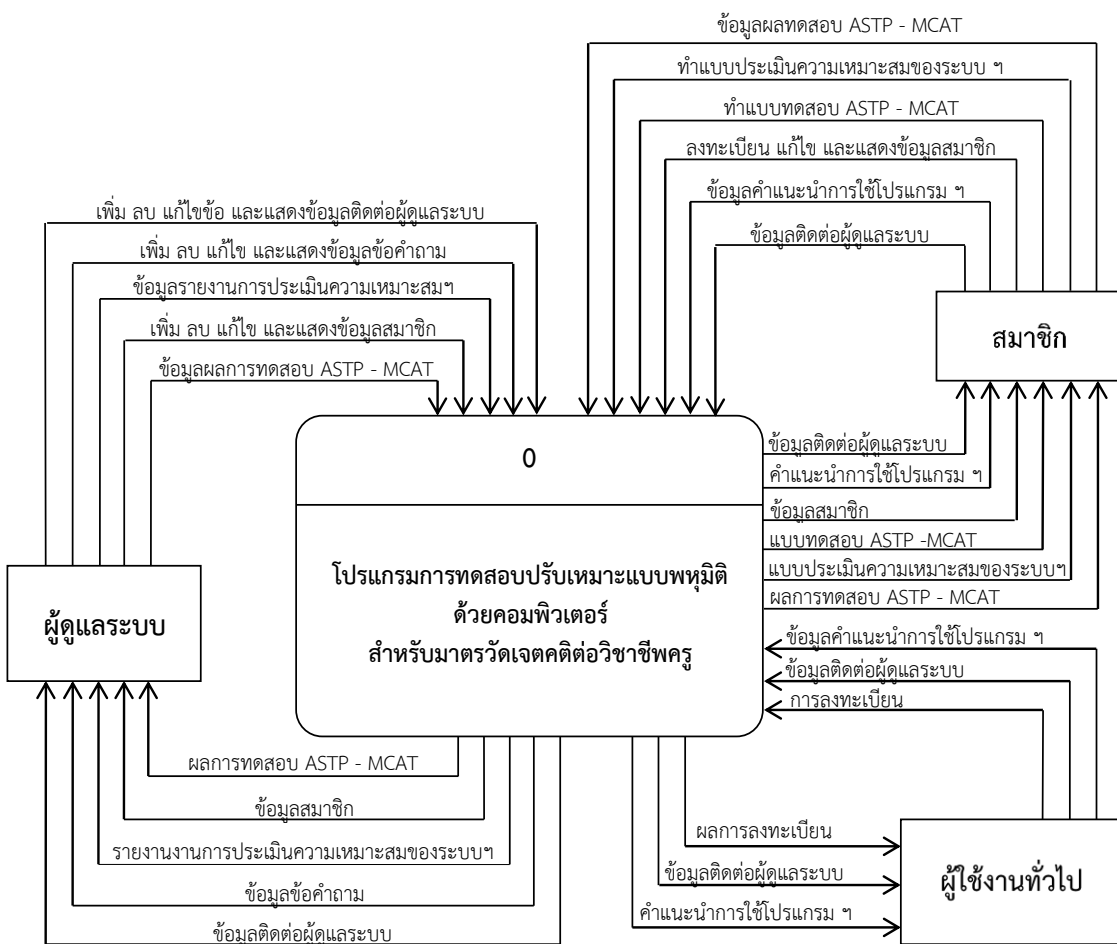 ข้อมูลผลทดสอบ ASTP - MCAT
ทำแบบประเมินความเหมาะสมของระบบ ฯ
ทำแบบทดสอบ ASTP - MCAT
ลงทะเบียน แก้ไข และแสดงข้อมูลสมาชิก
ข้อมูลคำแนะนำการใช้โปรแกรม ฯ
ข้อมูลติดต่อผู้ดูแลระบบ
เพิ่ม ลบ แก้ไขข้อ และแสดงข้อมูลติดต่อผู้ดูแลระบบ
เพิ่ม ลบ แก้ไข และแสดงข้อมูลข้อคำถาม
ข้อมูลรายงานการประเมินความเหมาะสมฯ
เพิ่ม ลบ แก้ไข และแสดงข้อมูลสมาชิก
ข้อมูลผลการทดสอบ ASTP - MCAT
สมาชิก
0
ข้อมูลติดต่อผู้ดูแลระบบ
คำแนะนำการใช้โปรแกรม ฯ
ข้อมูลสมาชิก
แบบทดสอบ ASTP -MCAT
แบบประเมินความเหมาะสมของระบบฯ
ผลการทดสอบ ASTP - MCAT
โปรแกรมการทดสอบปรับเหมาะแบบพหุมิติ
ด้วยคอมพิวเตอร์
สำหรับมาตรวัดเจตคติต่อวิชาชีพครู
ผู้ดูแลระบบ
ข้อมูลคำแนะนำการใช้โปรแกรม ฯ
ข้อมูลติดต่อผู้ดูแลระบบ
การลงทะเบียน
ผลการทดสอบ ASTP - MCAT
ข้อมูลสมาชิก
รายงานงานการประเมินความเหมาะสมของระบบฯ
ข้อมูลข้อคำถาม
ข้อมูลติดต่อผู้ดูแลระบบ
ผลการลงทะเบียน
ข้อมูลติดต่อผู้ดูแลระบบ
คำแนะนำการใช้โปรแกรม ฯ
ผู้ใช้งานทั่วไป